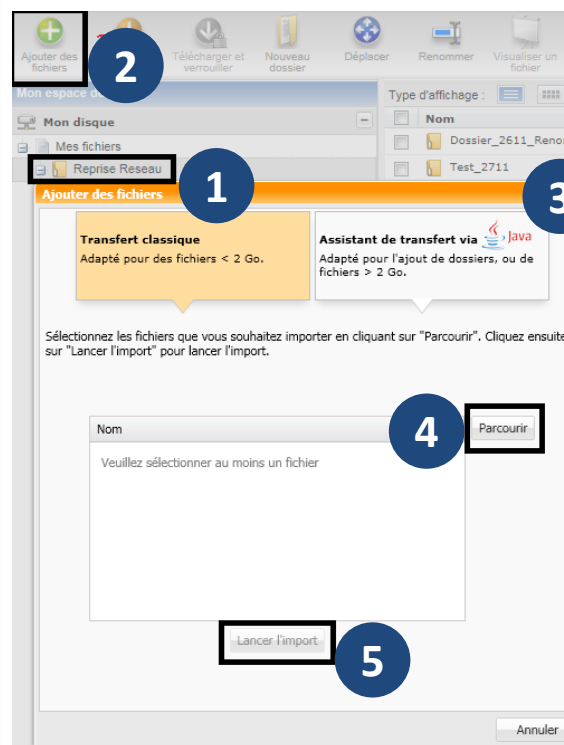 Ajouter des fichiers
Télécharger et verrouiller
Nouveau dossier
Déplacer
Renommer
Visualiser un fichier
2
Mon espace d
Type d'affichage :
Mon disque
Nom
Mes fichiers
Dossier_2611_Reno
Reprise Reseau
Test_2711
1
3
Ajouter des fichiers
Transfert classique
Adapté pour des fichiers < 2 Go.
Assistant de transfert via Java
Adapté pour l'ajout de dossiers, ou de
fichiers > 2 Go.
Sélectionnez les fichiers que vous souhaitez importer en cliquant sur "Parcourir". Cliquez ensuite
sur "Lancer l'import" pour lancer l'import.
Nom
4
Parcourir
Veuillez sélectionner au moins un fichier
Lancer l'import
5
Annuler